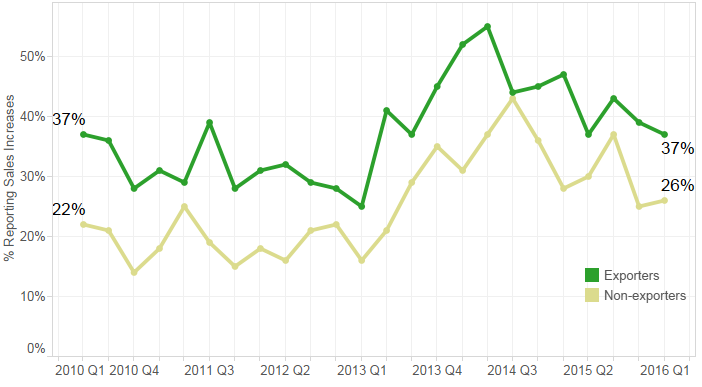 % Reporting Sales Increases
50%
40%
30%
20%
10%
0%
37%
22%
37%
26%
Exporters
Non-exporters
2010 Q1 2010 Q4 2011 Q3 2012 Q2 2013 Q1 2013 Q4 2014 Q3 2015 Q2 2016 Q1